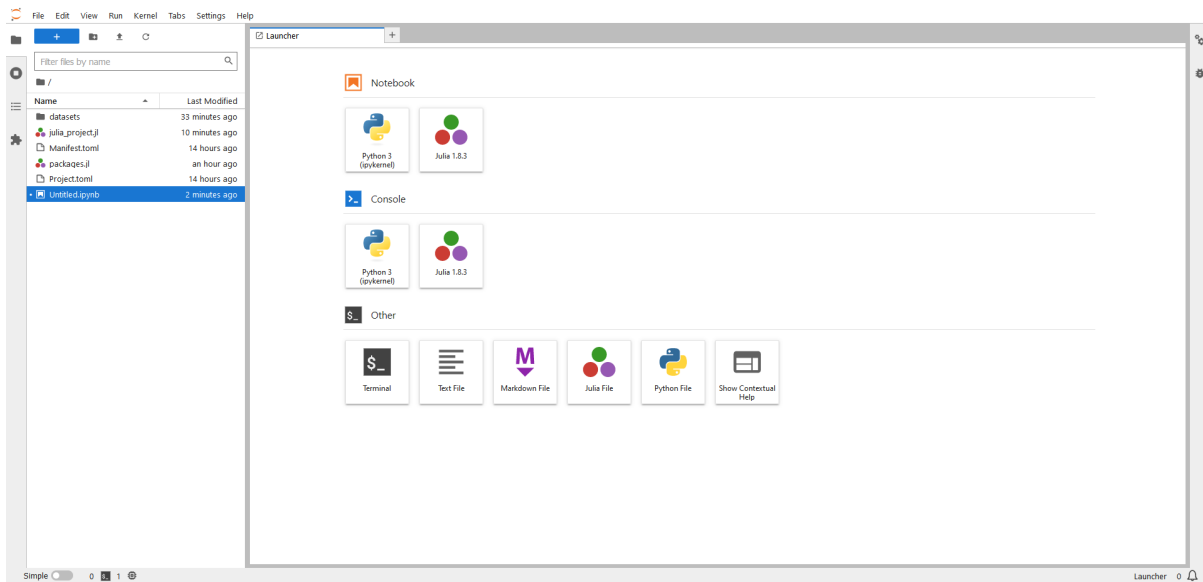 File Edit View Run Kernel Tabs Settings Help
+
Launcher
+
Filter files by name
/
Name Last Modified
datasets 33 minutes ago
julia_project.jl 10 minutes ago
Manifest.toml 14 hours ago
packages.jl an hour ago
Project.toml 14 hours ago
Untitled.ipynb 2 minutes ago
Notebook
Python 3 (ipykernel)
Julia 1.8.3
>_ Console
Python 3 (ipykernel)
Julia 1.8.3
$_ Other
$_
M
Terminal
Text File
Markdown File
Julia File
Python File
Show Contextual Help
Simple 0 $_ 1
Launcher 0